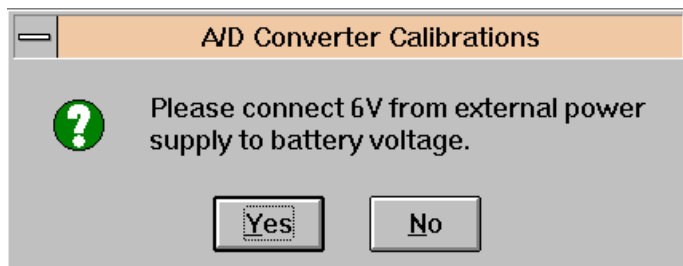 A/D Converter Calibrations
Please connect 6V from external power
supply to battery voltage.
Yes
No